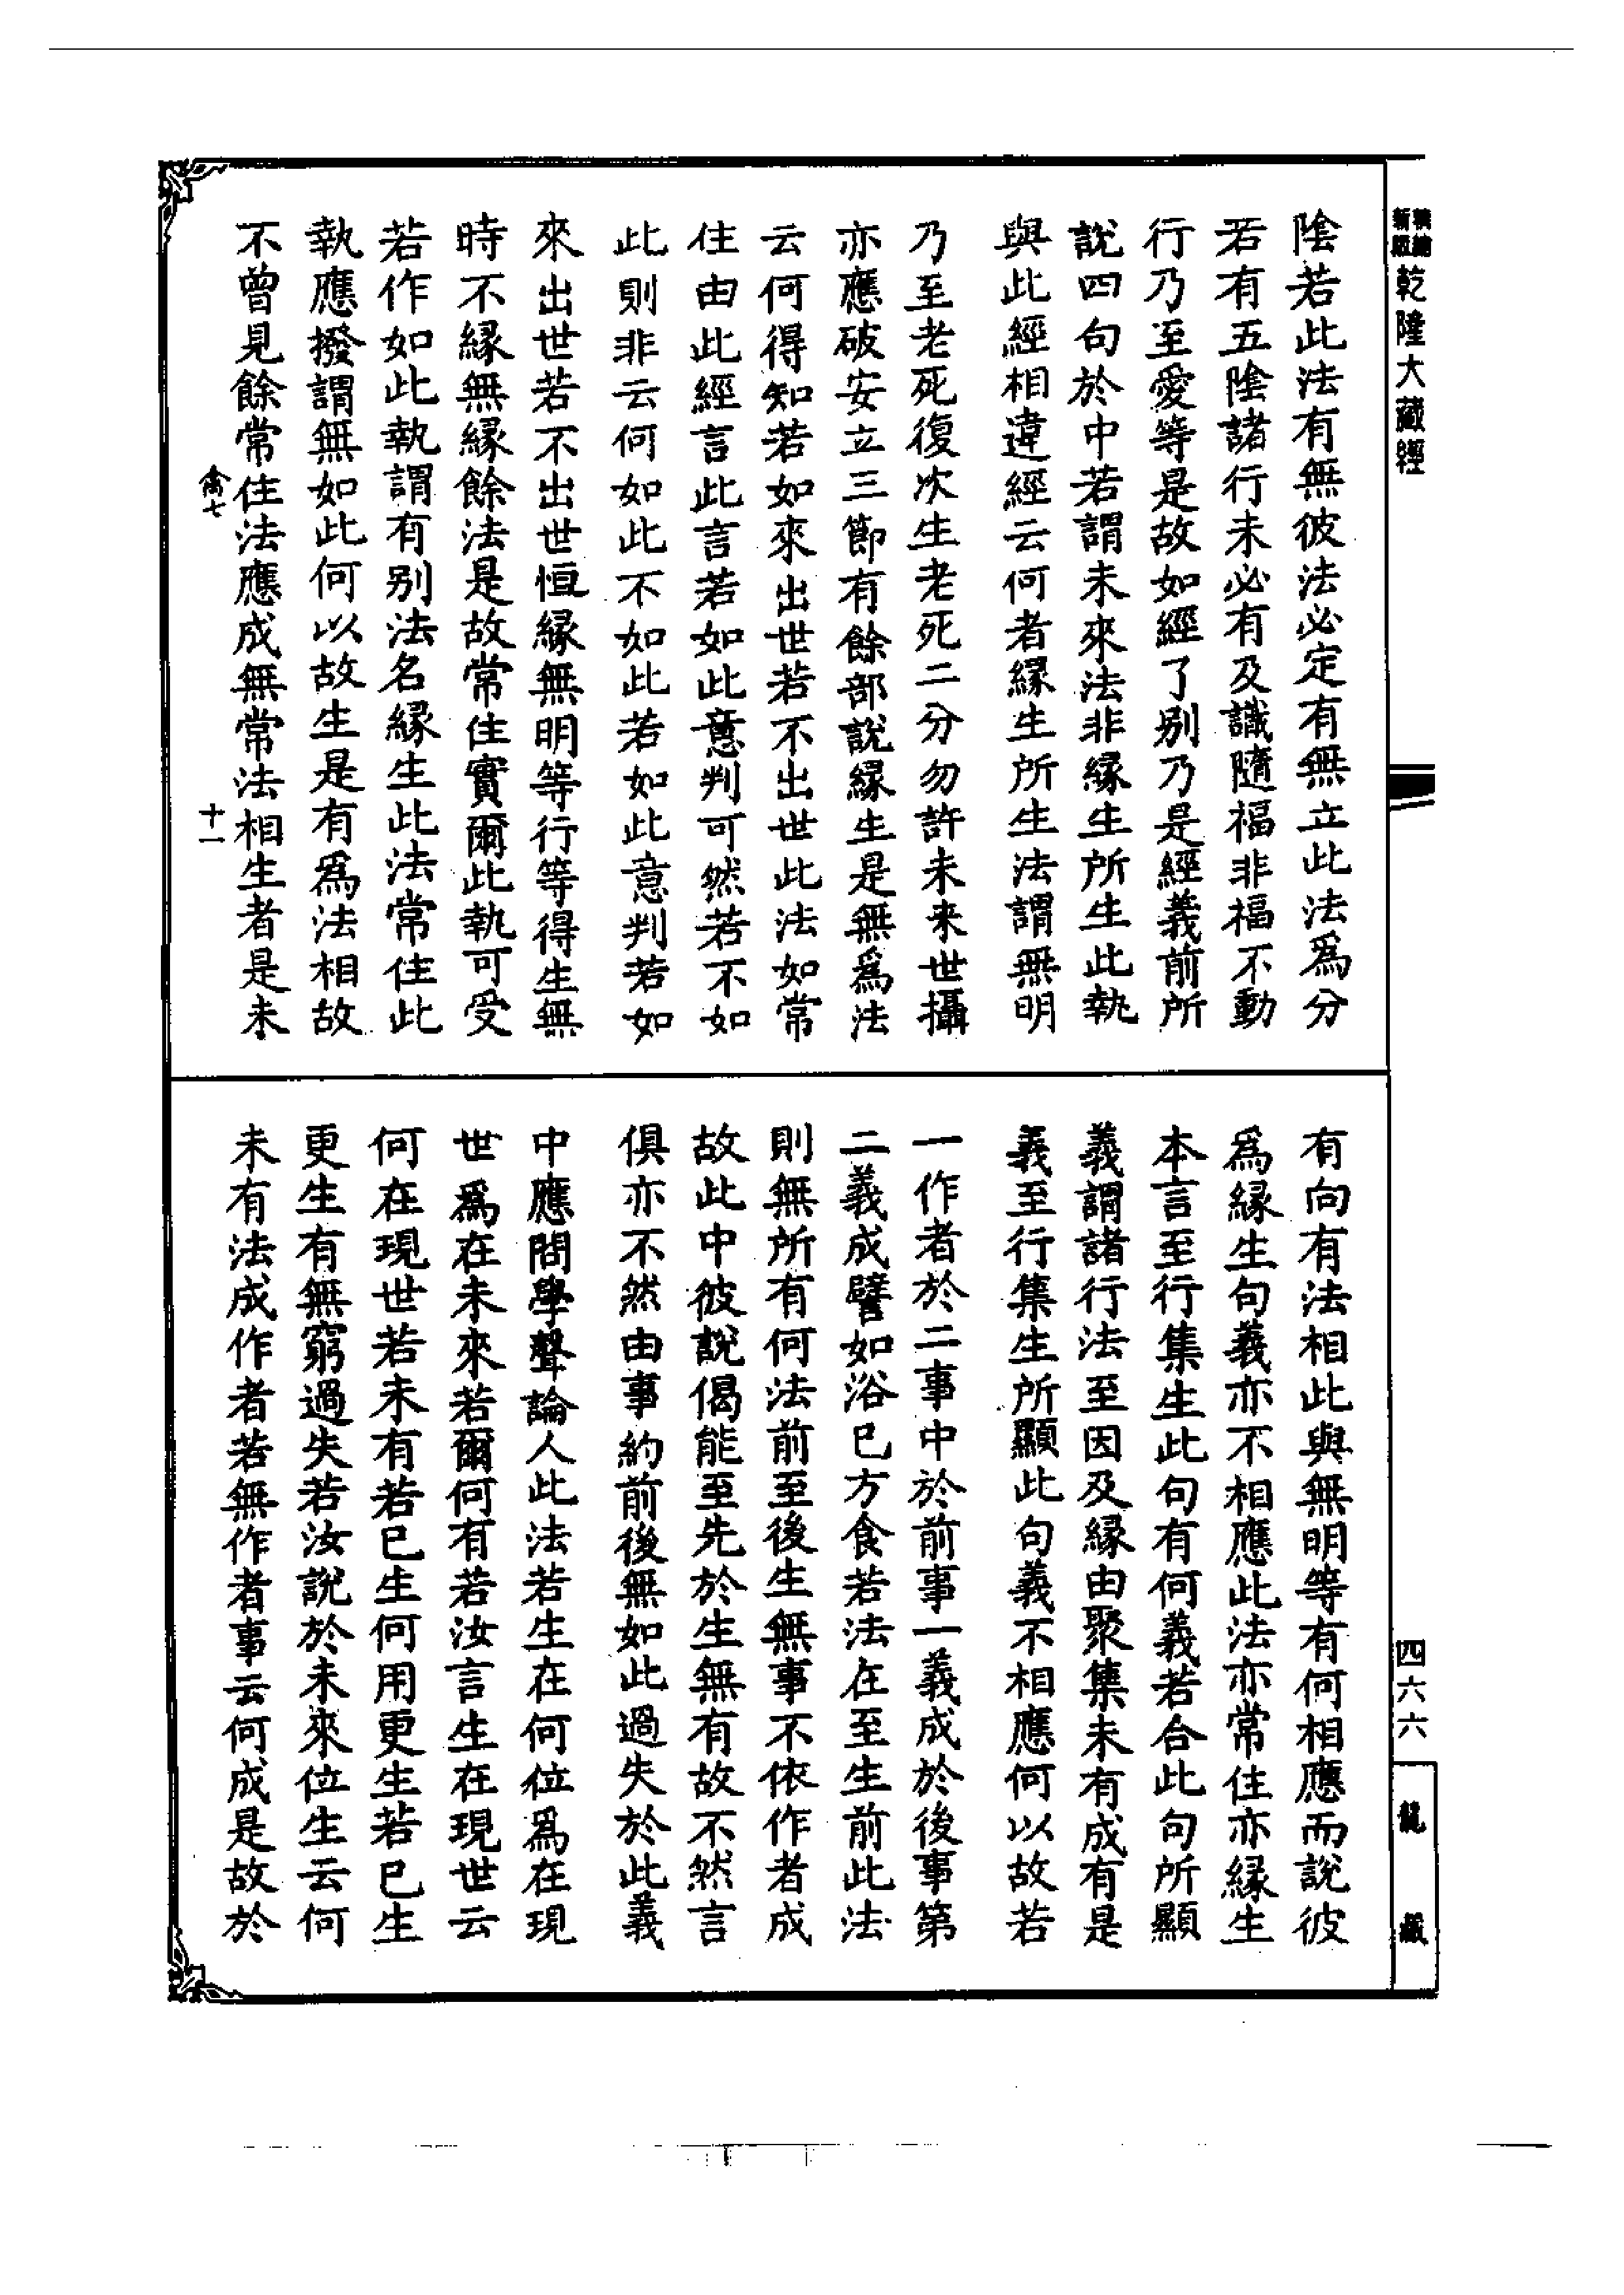 乾隆大藏經
陰若此法有無彼法必定有無立此法爲分
若有五陰諸行未必有及識隨福非福不動
行乃至愛等是故如經了别乃是經義前所
說四句於中若謂未來法非緣生所生此執
與此經相違經云何者緣生所生法謂無明
乃至老死復次生老死二分勿許未来世攝
亦應破安立三節有餘部說緣生是無爲法
云何得知若如來出世若不出世此法如常
住由此經言此言若如此意判可然若不如
此則非云何如此不如此若如此意判若如
來出世若不出世恒緣無明等行等得生無
時不緣無緣餘法是故常住實爾此執可受
若作如此執謂有别法名緣生此法常住此
執應撥謂無如此何以故生是有爲法相故
不曾見餘常住法應成無常法相生者是未
禽七
十一
有向有法相此與無明等有何相應而說彼
爲緣生句義亦不相應此法亦常住亦緣生
本言至行集生此句有何義若合此句所顯
義謂諸行法至因及緣由聚集未有成有是
義至行集生所顯此句義不相應何以故若
一作者於二事中於前事一義成於後事第
二義成譬如浴已方食若法在至生前此法
則無所有何法前至後生無事不依作者成
故此中彼說偈能至先於生無有故不然言
俱亦不然由事約前後無如此過失於此義
中應問學聲論人此法若生在何位爲在現
世爲在未來若爾何有若汝言生在現世云
何在現世若未有若已生何用更生若已生
更生有無窮過失若汝說於未來位生云何
未有法成作者若無作者事云何成是故於
四六六
龍藏